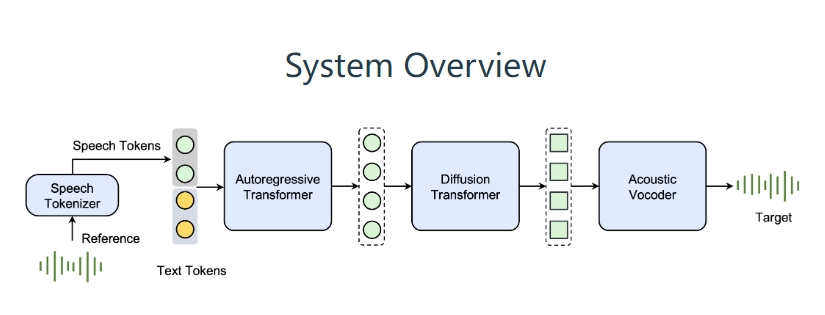 System Overview
Speech Tokens
Speech
Tokenizer
Reference
Text Tokens
Autoregressive
Transformer
Diffusion
Transformer
Acoustic
Vocoder
Target